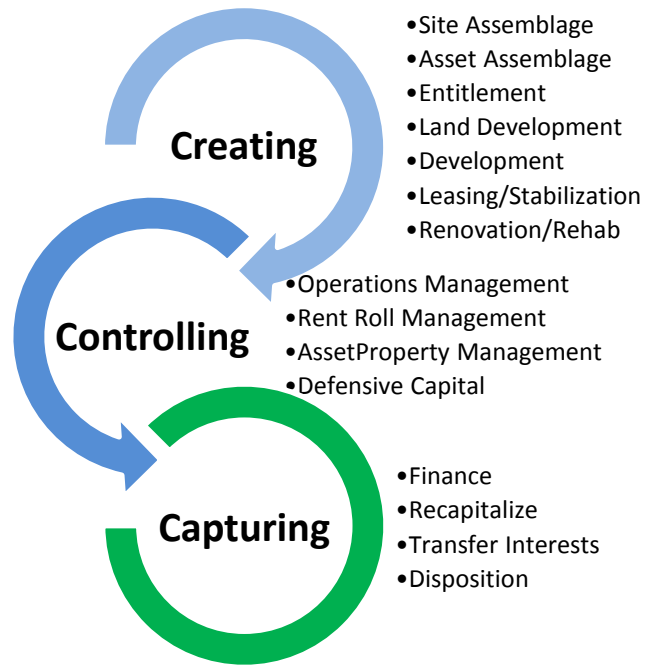 Creating
•Site Assemblage
•Asset Assemblage
•Entitlement
•Land Development
•Development
•Leasing/Stabilization
•Renovation/Rehab
Controlling
•Operations Management
•Rent Roll Management
•AssetProperty Management
•Defensive Capital
Capturing
•Finance
•Recapitalize
•Transfer Interests
•Disposition